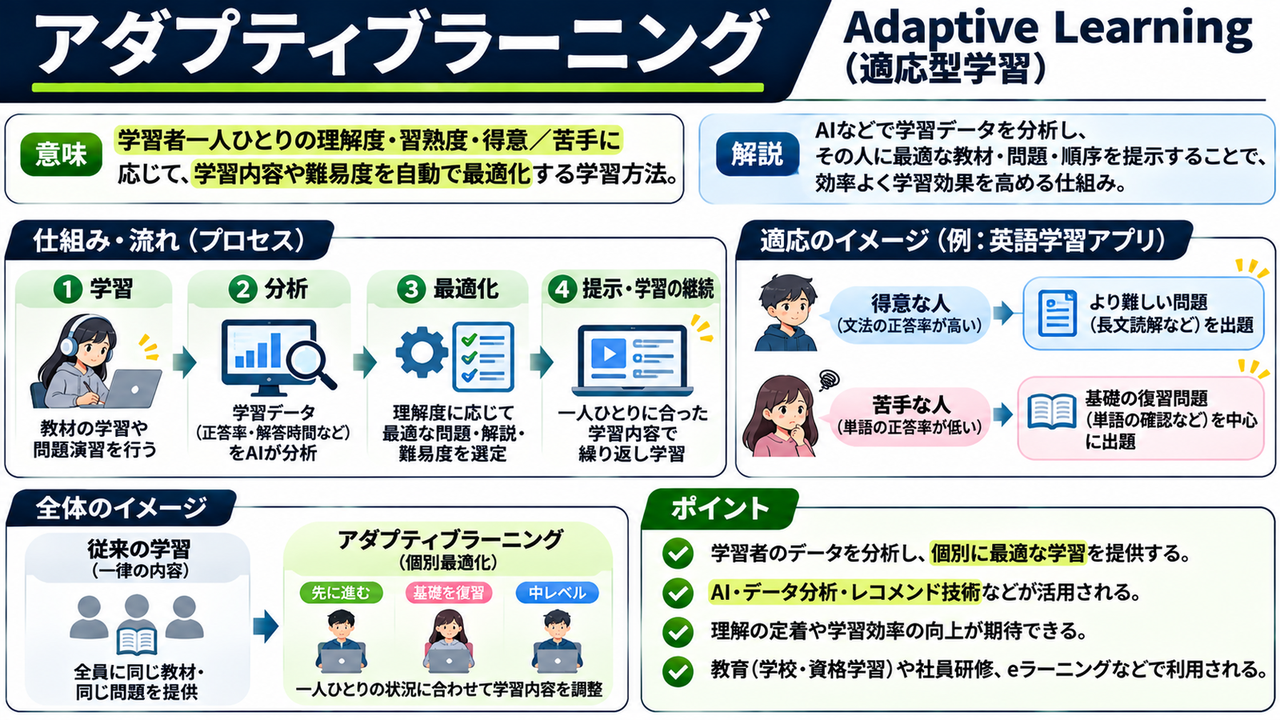 アダプティブラーニング
Adaptive Learning
（適応型学習）
意味
学習者一人ひとりの理解度・習熟度・得意／苦手に
応じて、学習内容や難易度を自動で最適化する学習方法。
解説
AIなどで学習データを分析し、
その人に最適な教材・問題・順序を提示することで、
効率よく学習効果を高める仕組み。
仕組み・流れ（プロセス）
1 学習
教材の学習や
問題演習を行う
2 分析
学習データ
（正答率・解答時間など）
をAIが分析
3 最適化
理解度に応じて
最適な問題・解説・
難易度を選定
4 提示・学習の継続
一人ひとりに合った
学習内容で
繰り返し学習
適応のイメージ（例：英語学習アプリ）
得意な人
（文法の正答率が高い）
より難しい問題
（長文読解など）を出題
苦手な人
（単語の正答率が低い）
基礎の復習問題
（単語の確認など）を中心
に出題
全体のイメージ
従来の学習
（一律の内容）
全員に同じ教材・
同じ問題を提供
アダプティブラーニング
（個別最適化）
先に進む
基礎を復習
中レベル
一人ひとりの状況に合わせて学習内容を調整
ポイント
学習者のデータを分析し、個別に最適な学習を提供する。
AI・データ分析・レコメンド技術などが活用される。
理解の定着や学習効率の向上が期待できる。
教育（学校・資格学習）や社員研修、eラーニングなどで利用される。